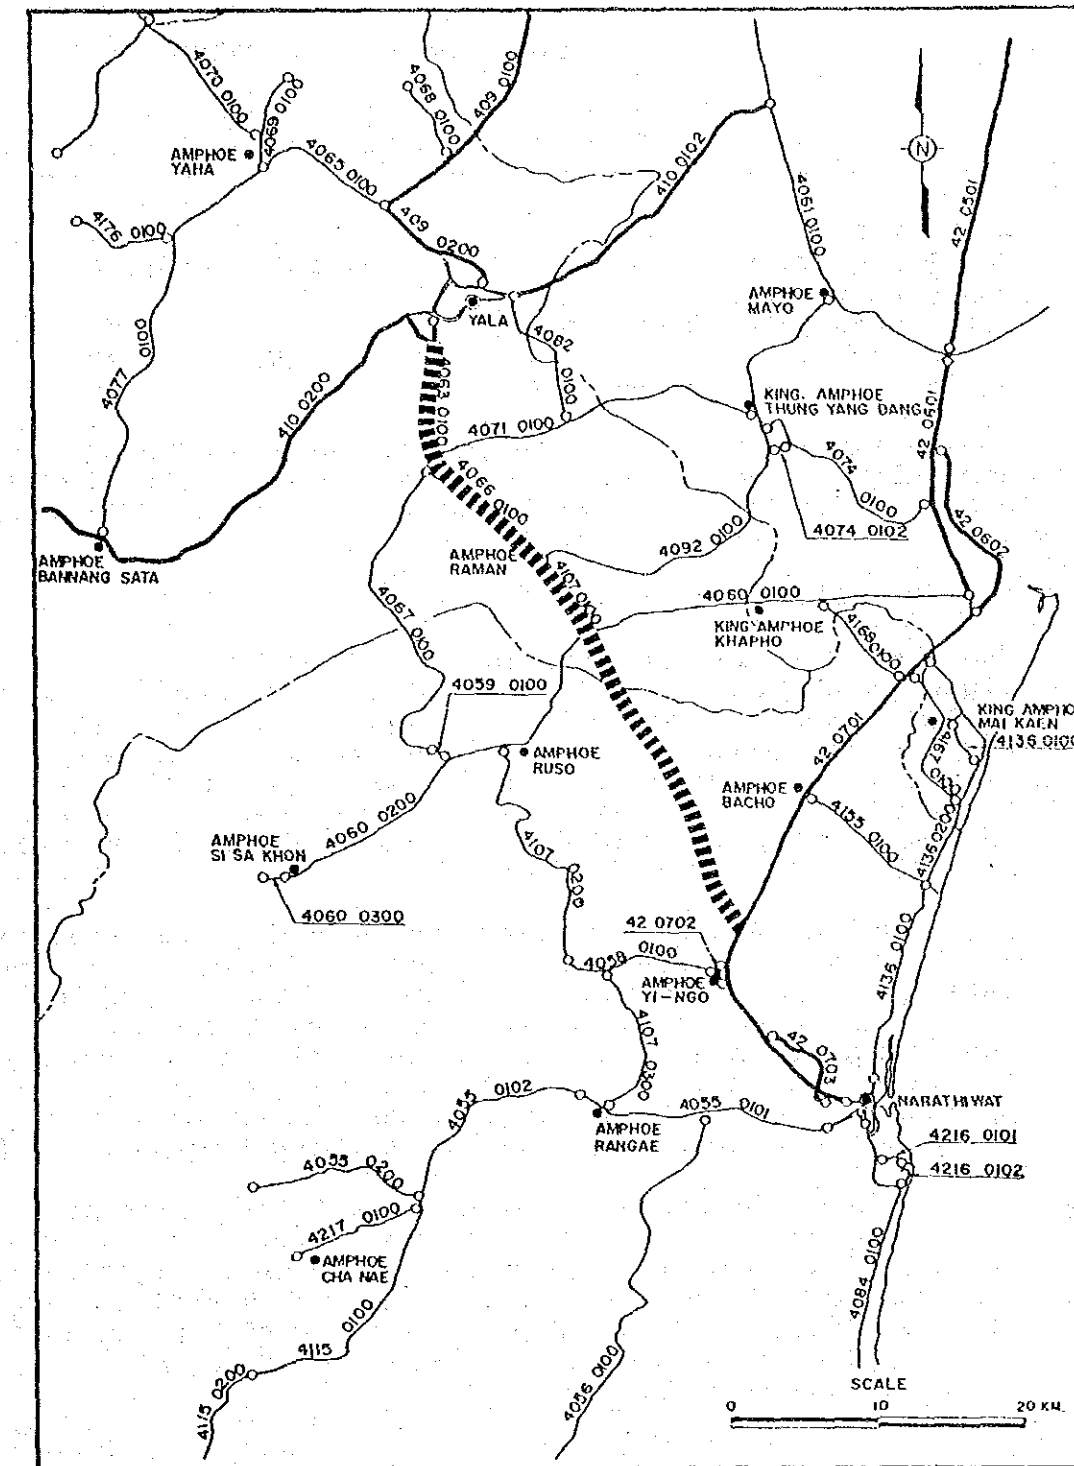 4070 0100
4069 0100
4068 0100
409 0100
AMPHOE
YAHA
4065 0100
410 0102
4061 0100
42 0501
N
4176 0100
409 0200
YALA
AMPHOE
MAYO
4077 0100
410 0200
4063 0100
4082 0100
4071 0100
KING. AMPHOE
THUNG YANG DANG
42 0601
4066 0100
4074 0100
4074 0102
42 0602
AMPHOE
BANNANG SATA
AMPHOE
RAMAN
4092 0100
4107 0100
4060 0100
4067 0100
KING AMPHOE
KHAPHO
4168 0100
4059 0100
KING AMPHO
MAI KAEN
4136 0100
4167 0100
AMPHOE
RUSO
42 0701
AMPHOE
BACHO
4155 0100
4136 0200
AMPHOE
SI SA KHON
4060 0200
4107 0200
4060 0300
42 0702
4058 0100
AMPHOE
YI-NGO
4136 0100
4107 0300
42 0703
4055 0102
AMPHOE
RANGAE
4055 0101
NARATHIWAT
4216 0101
4216 0102
4055 0200
4217 0100
AMPHOE
CHA NAE
4084 0100
4115 0100
4115 0200
4056 0100
SCALE
0 10 20 KM.